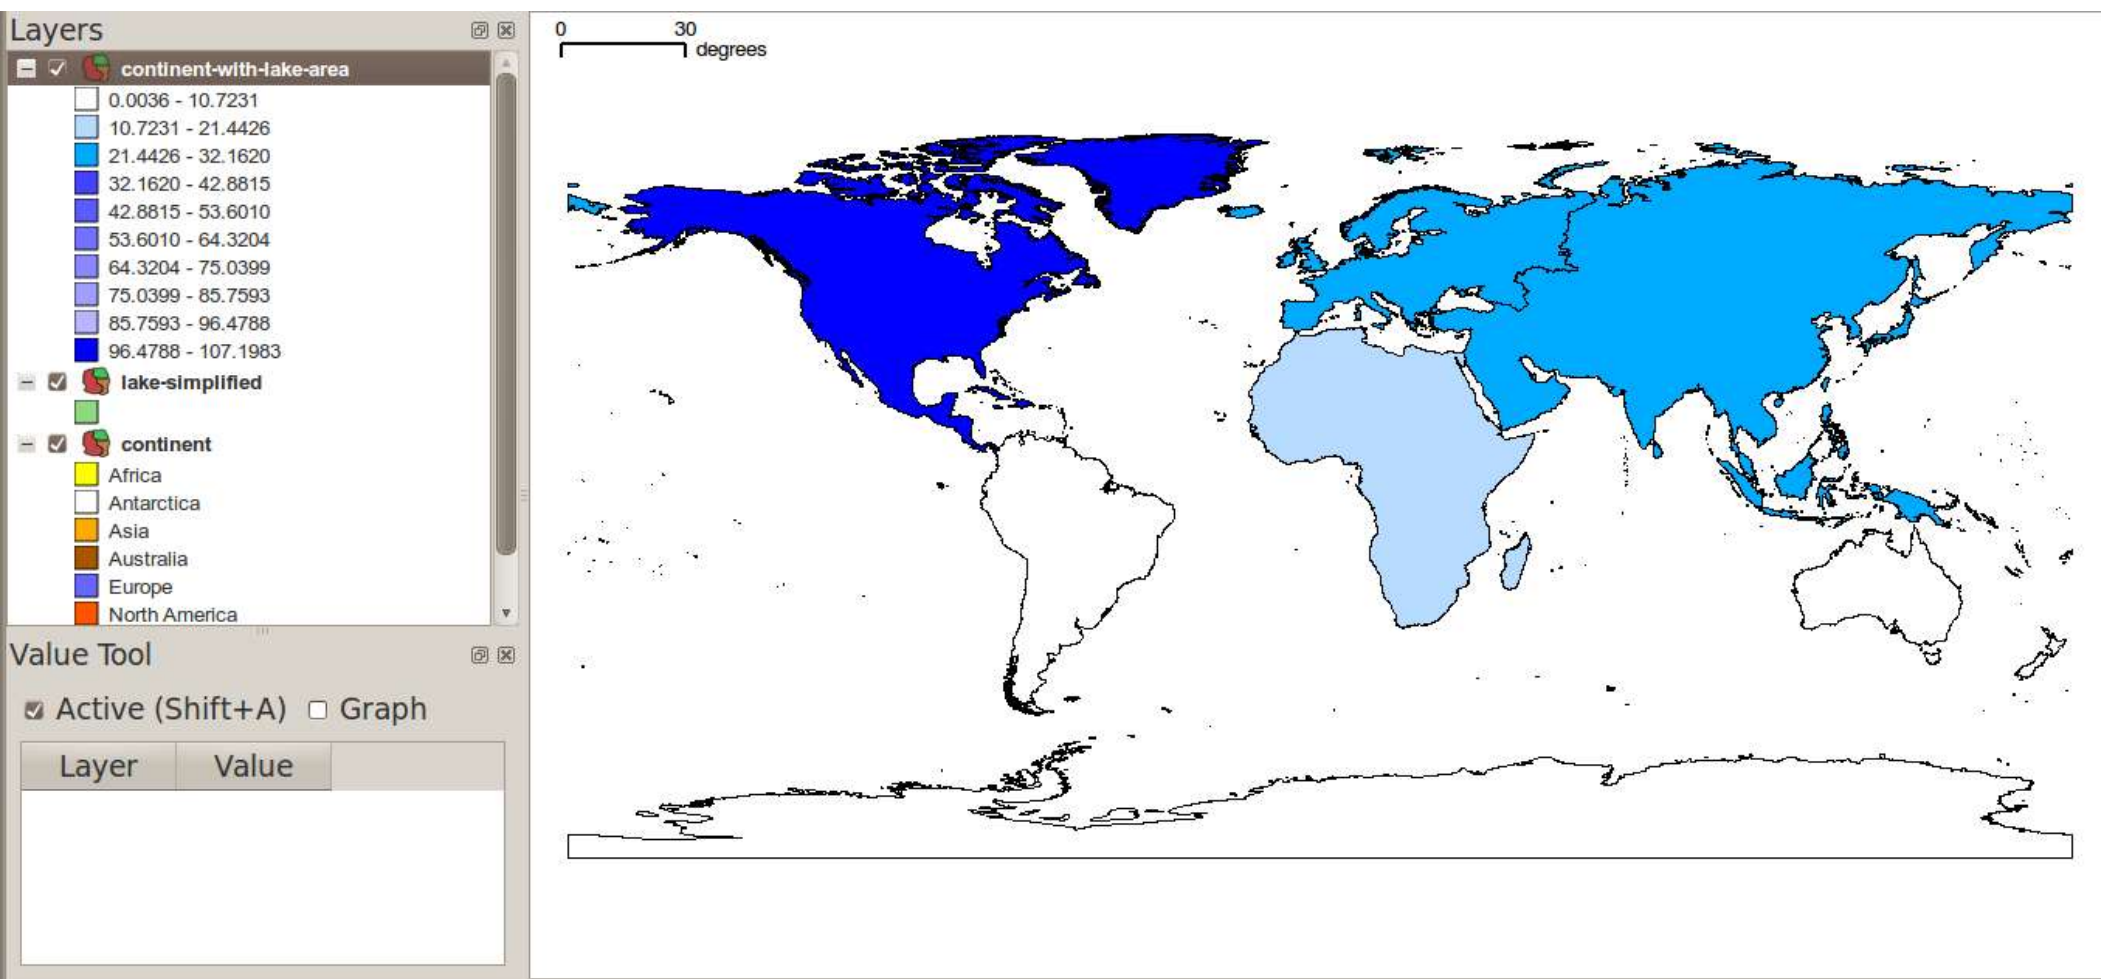 Layers
continent-with-lake-area
0.0036 - 10.7231
10.7231 - 21.4426
21.4426 - 32.1620
32.1620 - 42.8815
42.8815 - 53.6010
53.6010 - 64.3204
64.3204 - 75.0399
75.0399 - 85.7593
85.7593 - 96.4788
96.4788 - 107.1983
lake-simplified
continent
Africa
Antarctica
Asia
Australia
Europe
North America
Value Tool
Active (Shift+A) Graph
Layer Value
0 30
degrees